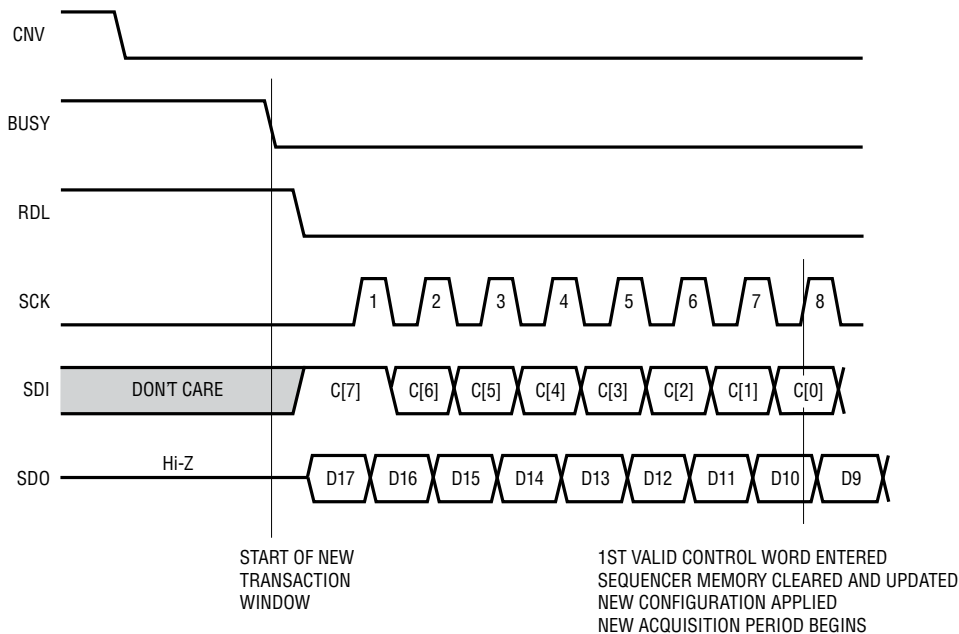 CNV
BUSY
RDL
SCK 1 2 3 4 5 6 7 8
SDI DON'T CARE C[7] C[6] C[5] C[4] C[3] C[2] C[1] C[0]
SDO Hi-Z D17 D16 D15 D14 D13 D12 D11 D10 D9
START OF NEW
TRANSACTION
WINDOW
1ST VALID CONTROL WORD ENTERED
SEQUENCER MEMORY CLEARED AND UPDATED
NEW CONFIGURATION APPLIED
NEW ACQUISITION PERIOD BEGINS